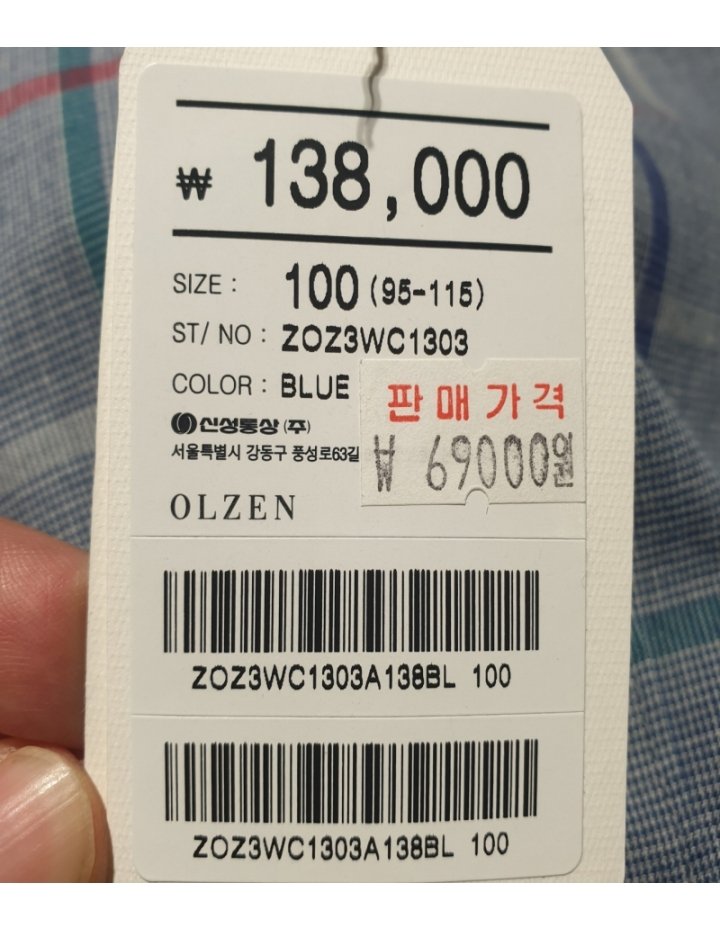 ₩ 138,000
SIZE : 100 (95-115)
ST/ NO : ZOZ3WC1303
COLOR : BLUE
판매가격
신성통상 (주)
₩ 69000원
서울특별시 강동구 풍성로63길
OLZEN
ZOZ3WC1303A138BL 100
ZOZ3WC1303A138BL 100